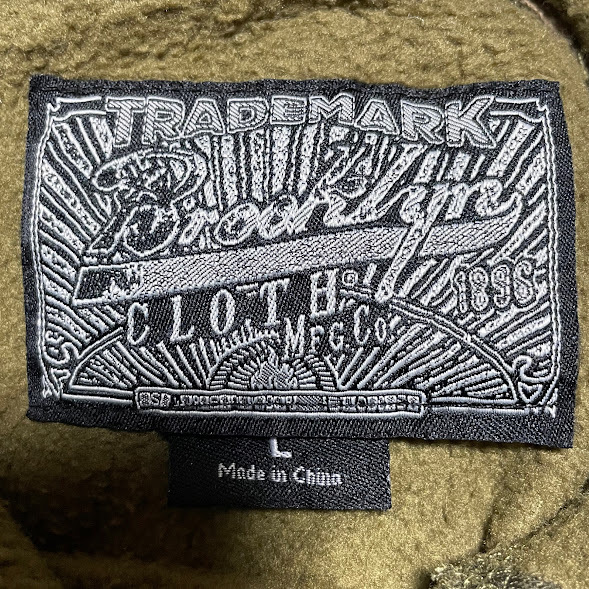 TRADEMARK
Brooklyn
CLOTH
MFG. Co.
1896
L
Made in China